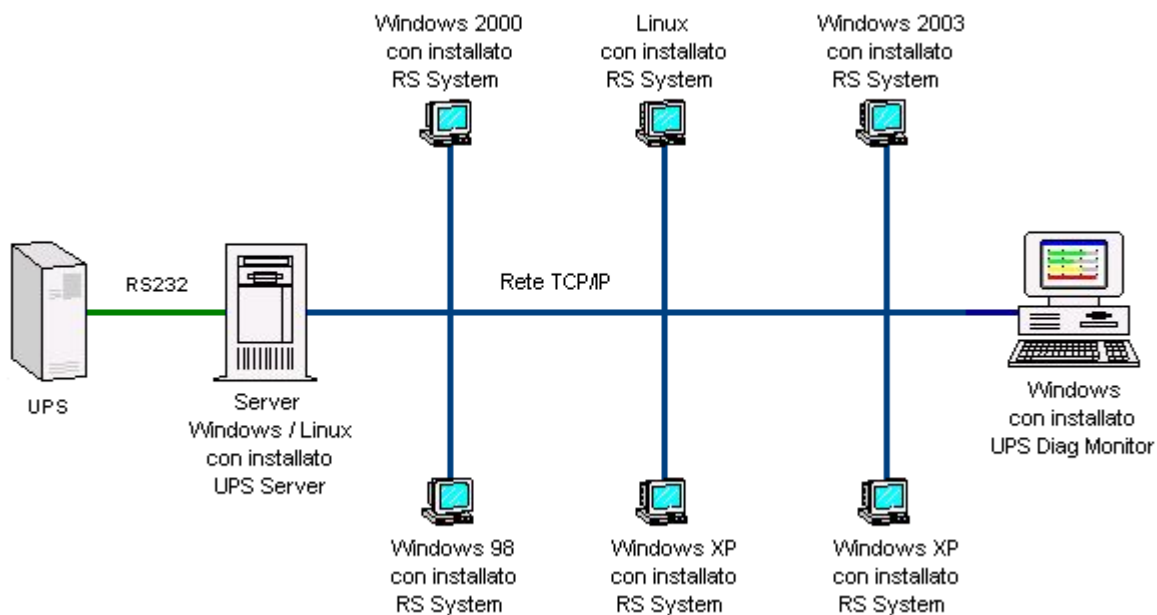 Windows 2000
con installato
RS System
Linux
con installato
RS System
Windows 2003
con installato
RS System
RS232
Rete TCP/IP
UPS
Server
Windows / Linux
con installato
UPS Server
Windows
con installato
UPS Diag Monitor
Windows 98
con installato
RS System
Windows XP
con installato
RS System
Windows XP
con installato
RS System